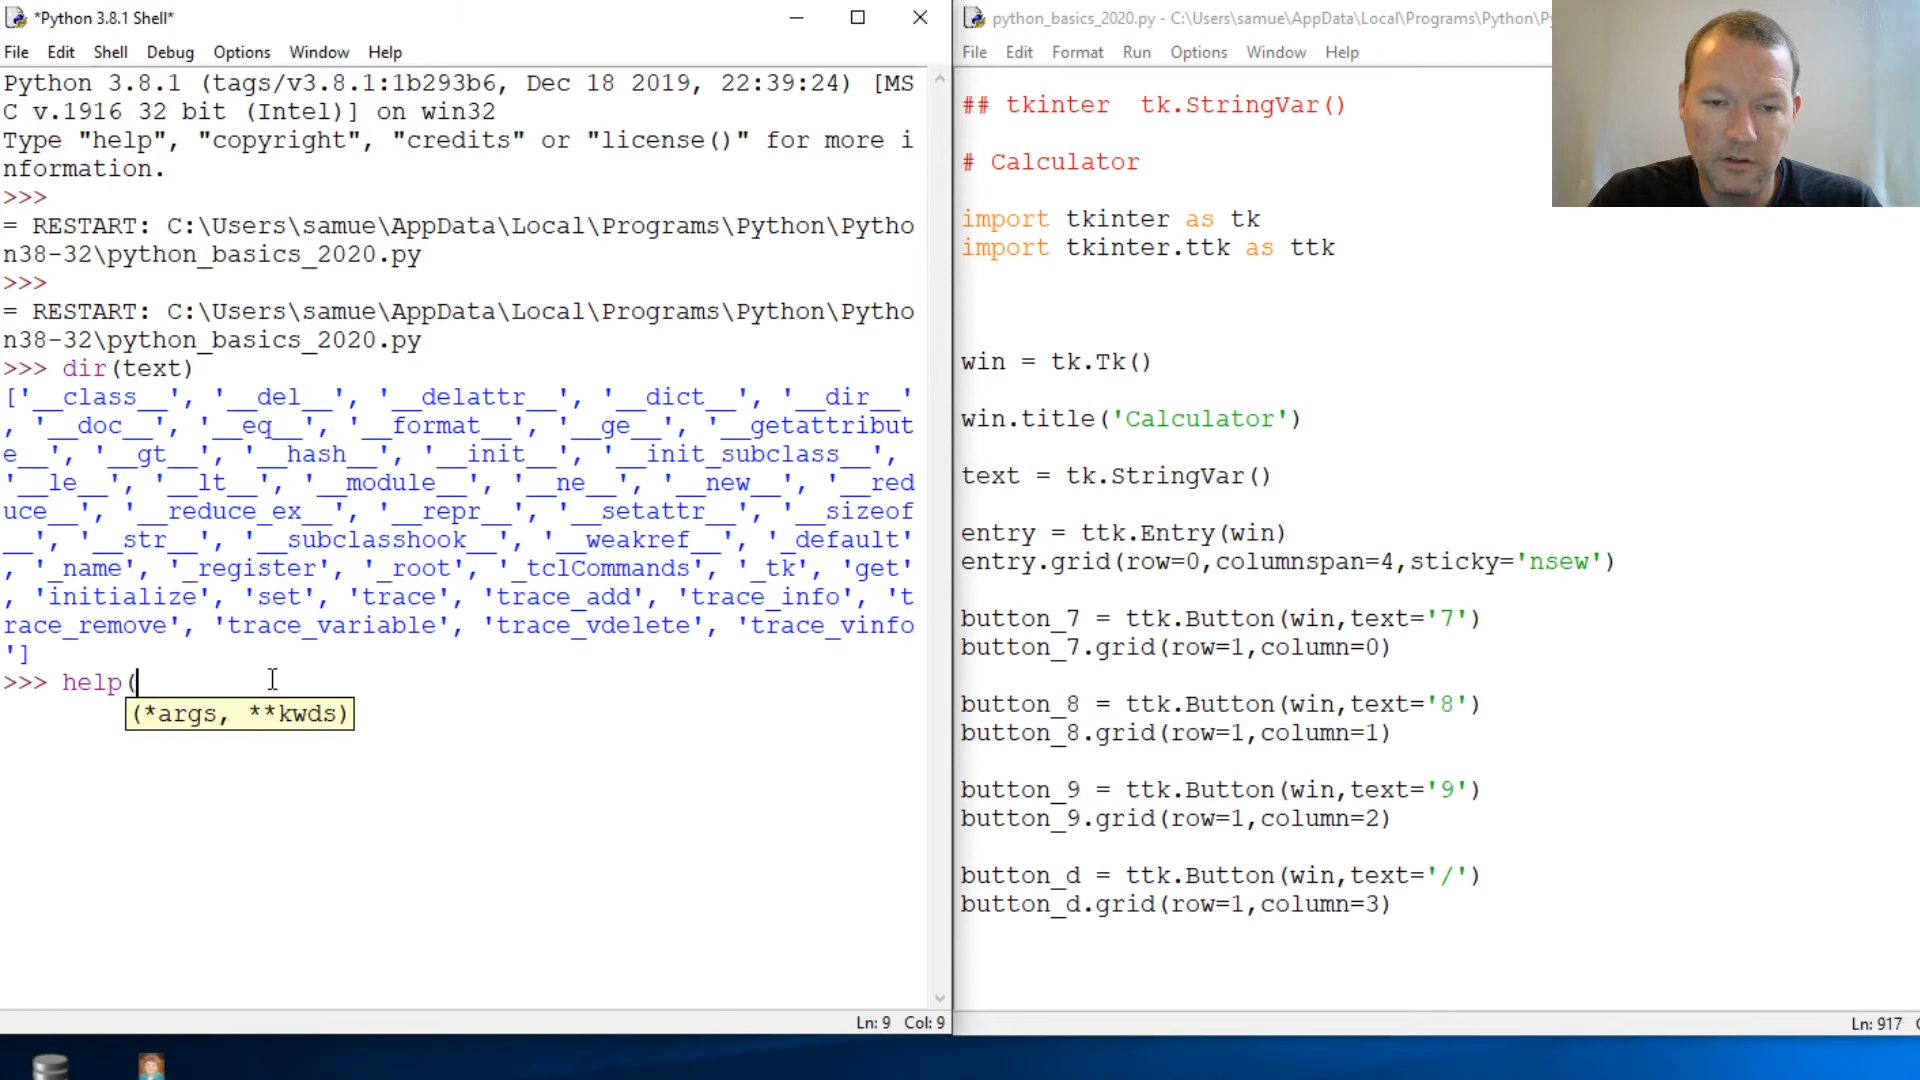 *Python 3.8.1 Shell*
File Edit Shell Debug Options Window Help
Python 3.8.1 (tags/v3.8.1:1b293b6, Dec 18 2019, 22:39:24) [MS
C v.1916 32 bit (Intel)] on win32
Type "help", "copyright", "credits" or "license()" for more i
nformation.
>>>
= RESTART: C:\Users\samue\AppData\Local\Programs\Python\Pytho
n38-32\python_basics_2020.py
>>>
= RESTART: C:\Users\samue\AppData\Local\Programs\Python\Pytho
n38-32\python_basics_2020.py
>>> dir(text)
['__class__', '__del__', '__delattr__', '__dict__', '__dir__'
, '__doc__', '__eq__', '__format__', '__ge__', '__getattribut
e__', '__gt__', '__hash__', '__init__', '__init_subclass__',
'__le__', '__lt__', '__module__', '__ne__', '__new__', '__red
uce__', '__reduce_ex__', '__repr__', '__setattr__', '__sizeof
__', '__str__', '__subclasshook__', '__weakref__', '_default'
, '_name', '_register', '_root', '_tclCommands', '_tk', 'get'
, 'initialize', 'set', 'trace', 'trace_add', 'trace_info', 't
race_remove', 'trace_variable', 'trace_vdelete', 'trace_vinfo
']
>>> help(
(*args, **kwds)
Ln: 9 Col: 9
python_basics_2020.py - C:\Users\samue\AppData\Local\Programs\Python\P
File Edit Format Run Options Window Help
## tkinter  tk.StringVar()
# Calculator
import tkinter as tk
import tkinter.ttk as ttk
win = tk.Tk()
win.title('Calculator')
text = tk.StringVar()
entry = ttk.Entry(win)
entry.grid(row=0,columnspan=4,sticky='nsew')
button_7 = ttk.Button(win,text='7')
button_7.grid(row=1,column=0)
button_8 = ttk.Button(win,text='8')
button_8.grid(row=1,column=1)
button_9 = ttk.Button(win,text='9')
button_9.grid(row=1,column=2)
button_d = ttk.Button(win,text='/')
button_d.grid(row=1,column=3)
Ln: 917